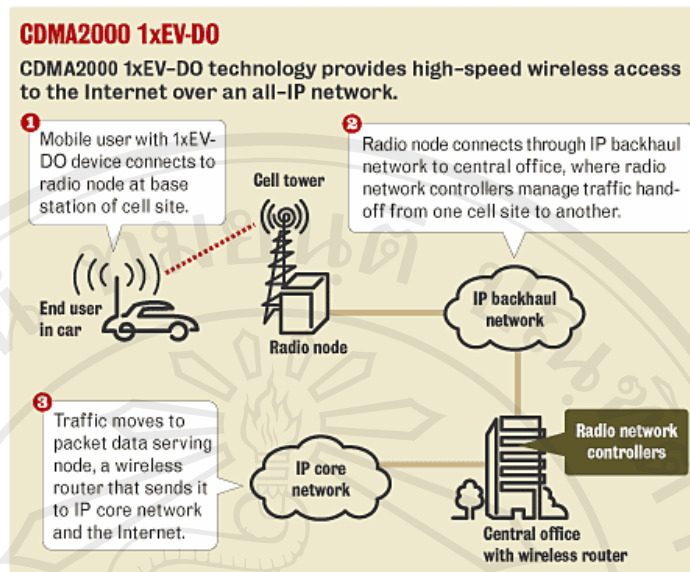 CDMA2000 1xEV-DO
CDMA2000 1xEV-DO technology provides high-speed wireless access
to the Internet over an all-IP network.
1
Mobile user with 1xEV-
DO device connects to
radio node at base
station of cell site.
2
Radio node connects through IP backhaul
network to central office, where radio
network controllers manage traffic hand-
off from one cell site to another.
Cell tower
End user
in car
Radio node
IP backhaul
network
3
Traffic moves to
packet data serving
node, a wireless
router that sends it
to IP core network
and the Internet.
IP core
network
Radio network
controllers
Central office
with wireless router